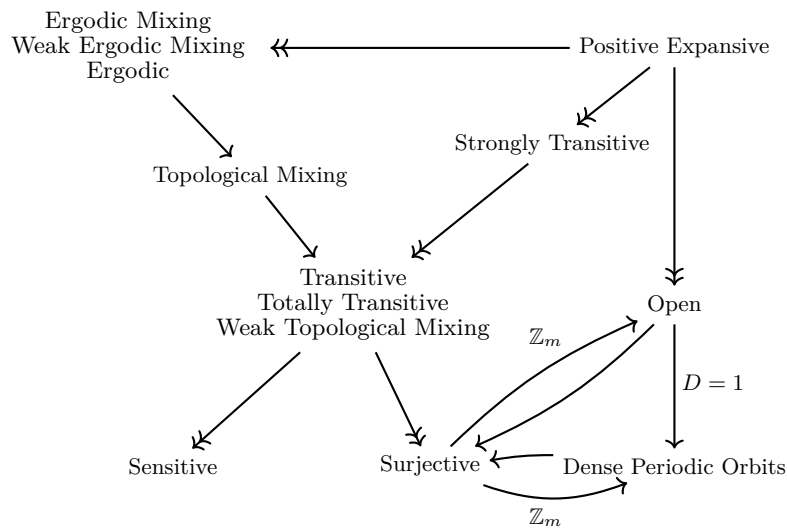 Ergodic Mixing
Weak Ergodic Mixing
Ergodic
Positive Expansive
Strongly Transitive
Topological Mixing
Transitive
Totally Transitive
Weak Topological Mixing
Open
ℤ_m
D = 1
Sensitive
Surjective
Dense Periodic Orbits
ℤ_m